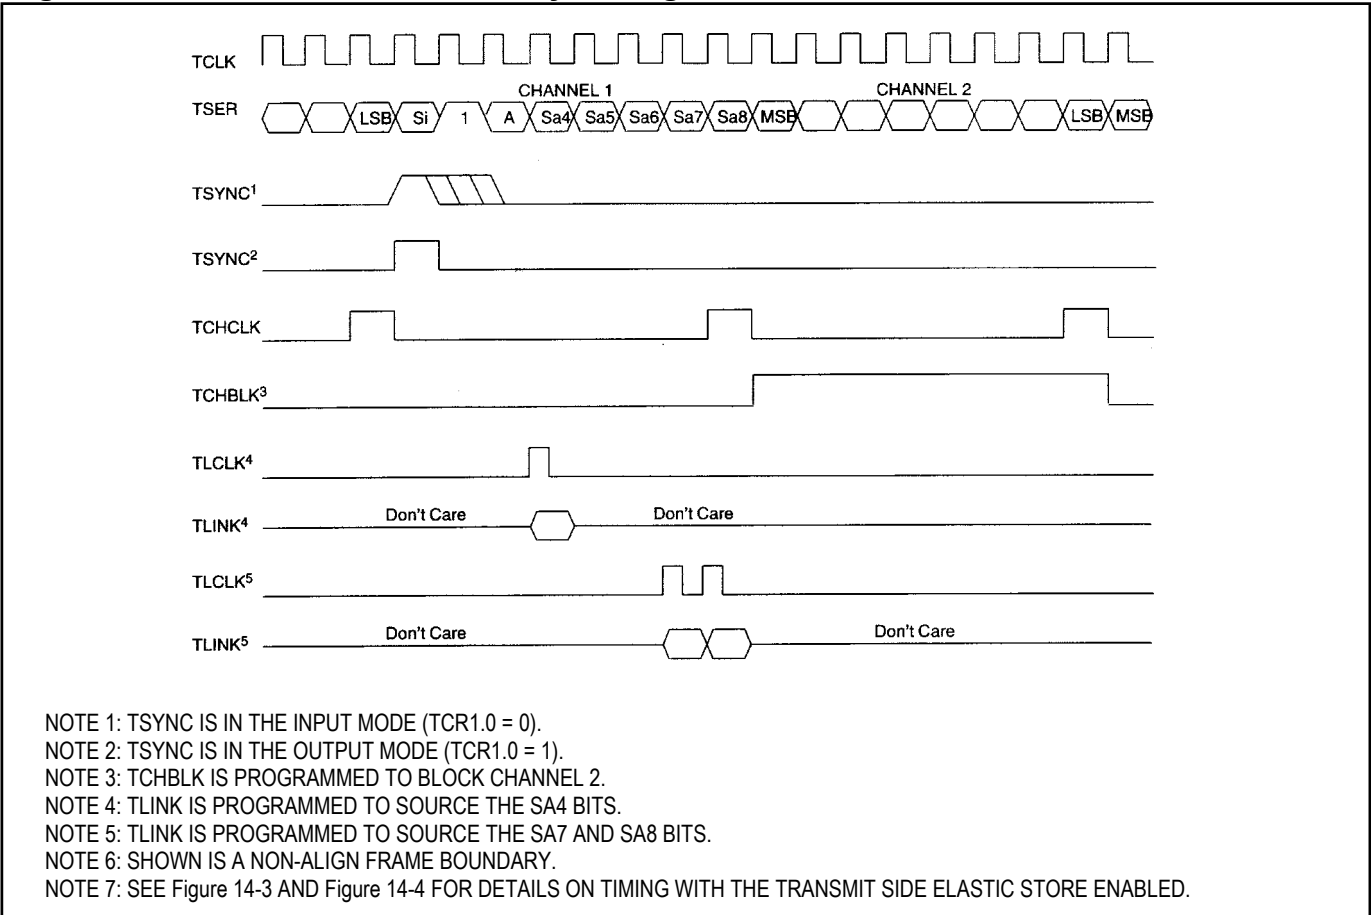 TCLK
CHANNEL 1 CHANNEL 2
TSER LSB Si 1 A Sa4 Sa5 Sa6 Sa7 Sa8 MSB LSB MSB
TSYNC1
TSYNC2
TCHCLK
TCHBLK3
TLCLK4
Don't Care Don't Care
TLINK4
TLCLK5
Don't Care Don't Care
TLINK5
NOTE 1: TSYNC IS IN THE INPUT MODE (TCR1.0 = 0).
NOTE 2: TSYNC IS IN THE OUTPUT MODE (TCR1.0 = 1).
NOTE 3: TCHBLK IS PROGRAMMED TO BLOCK CHANNEL 2.
NOTE 4: TLINK IS PROGRAMMED TO SOURCE THE SA4 BITS.
NOTE 5: TLINK IS PROGRAMMED TO SOURCE THE SA7 AND SA8 BITS.
NOTE 6: SHOWN IS A NON-ALIGN FRAME BOUNDARY.
NOTE 7: SEE Figure 14-3 AND Figure 14-4 FOR DETAILS ON TIMING WITH THE TRANSMIT SIDE ELASTIC STORE ENABLED.